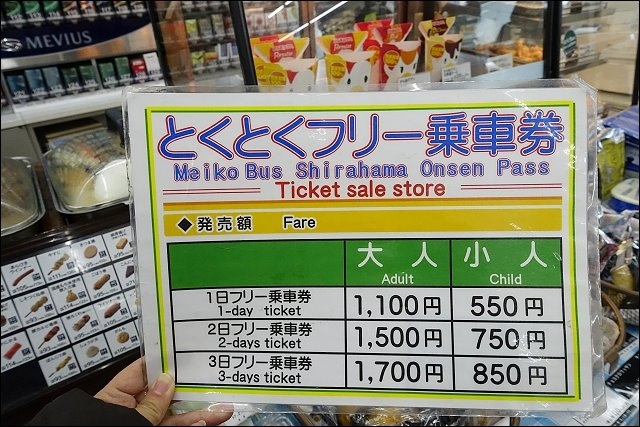 MEVIUS
とくとくフリー乗車券
Meiko Bus Shirahama Onsen Pass
Ticket sale store
◆発売額 Fare
大人 小人
Adult Child
1日フリー乗車券 1,100円 550円
1-day ticket
2日フリー乗車券 1,500円 750円
2-days ticket
3日フリー乗車券 1,700円 850円
3-days ticket